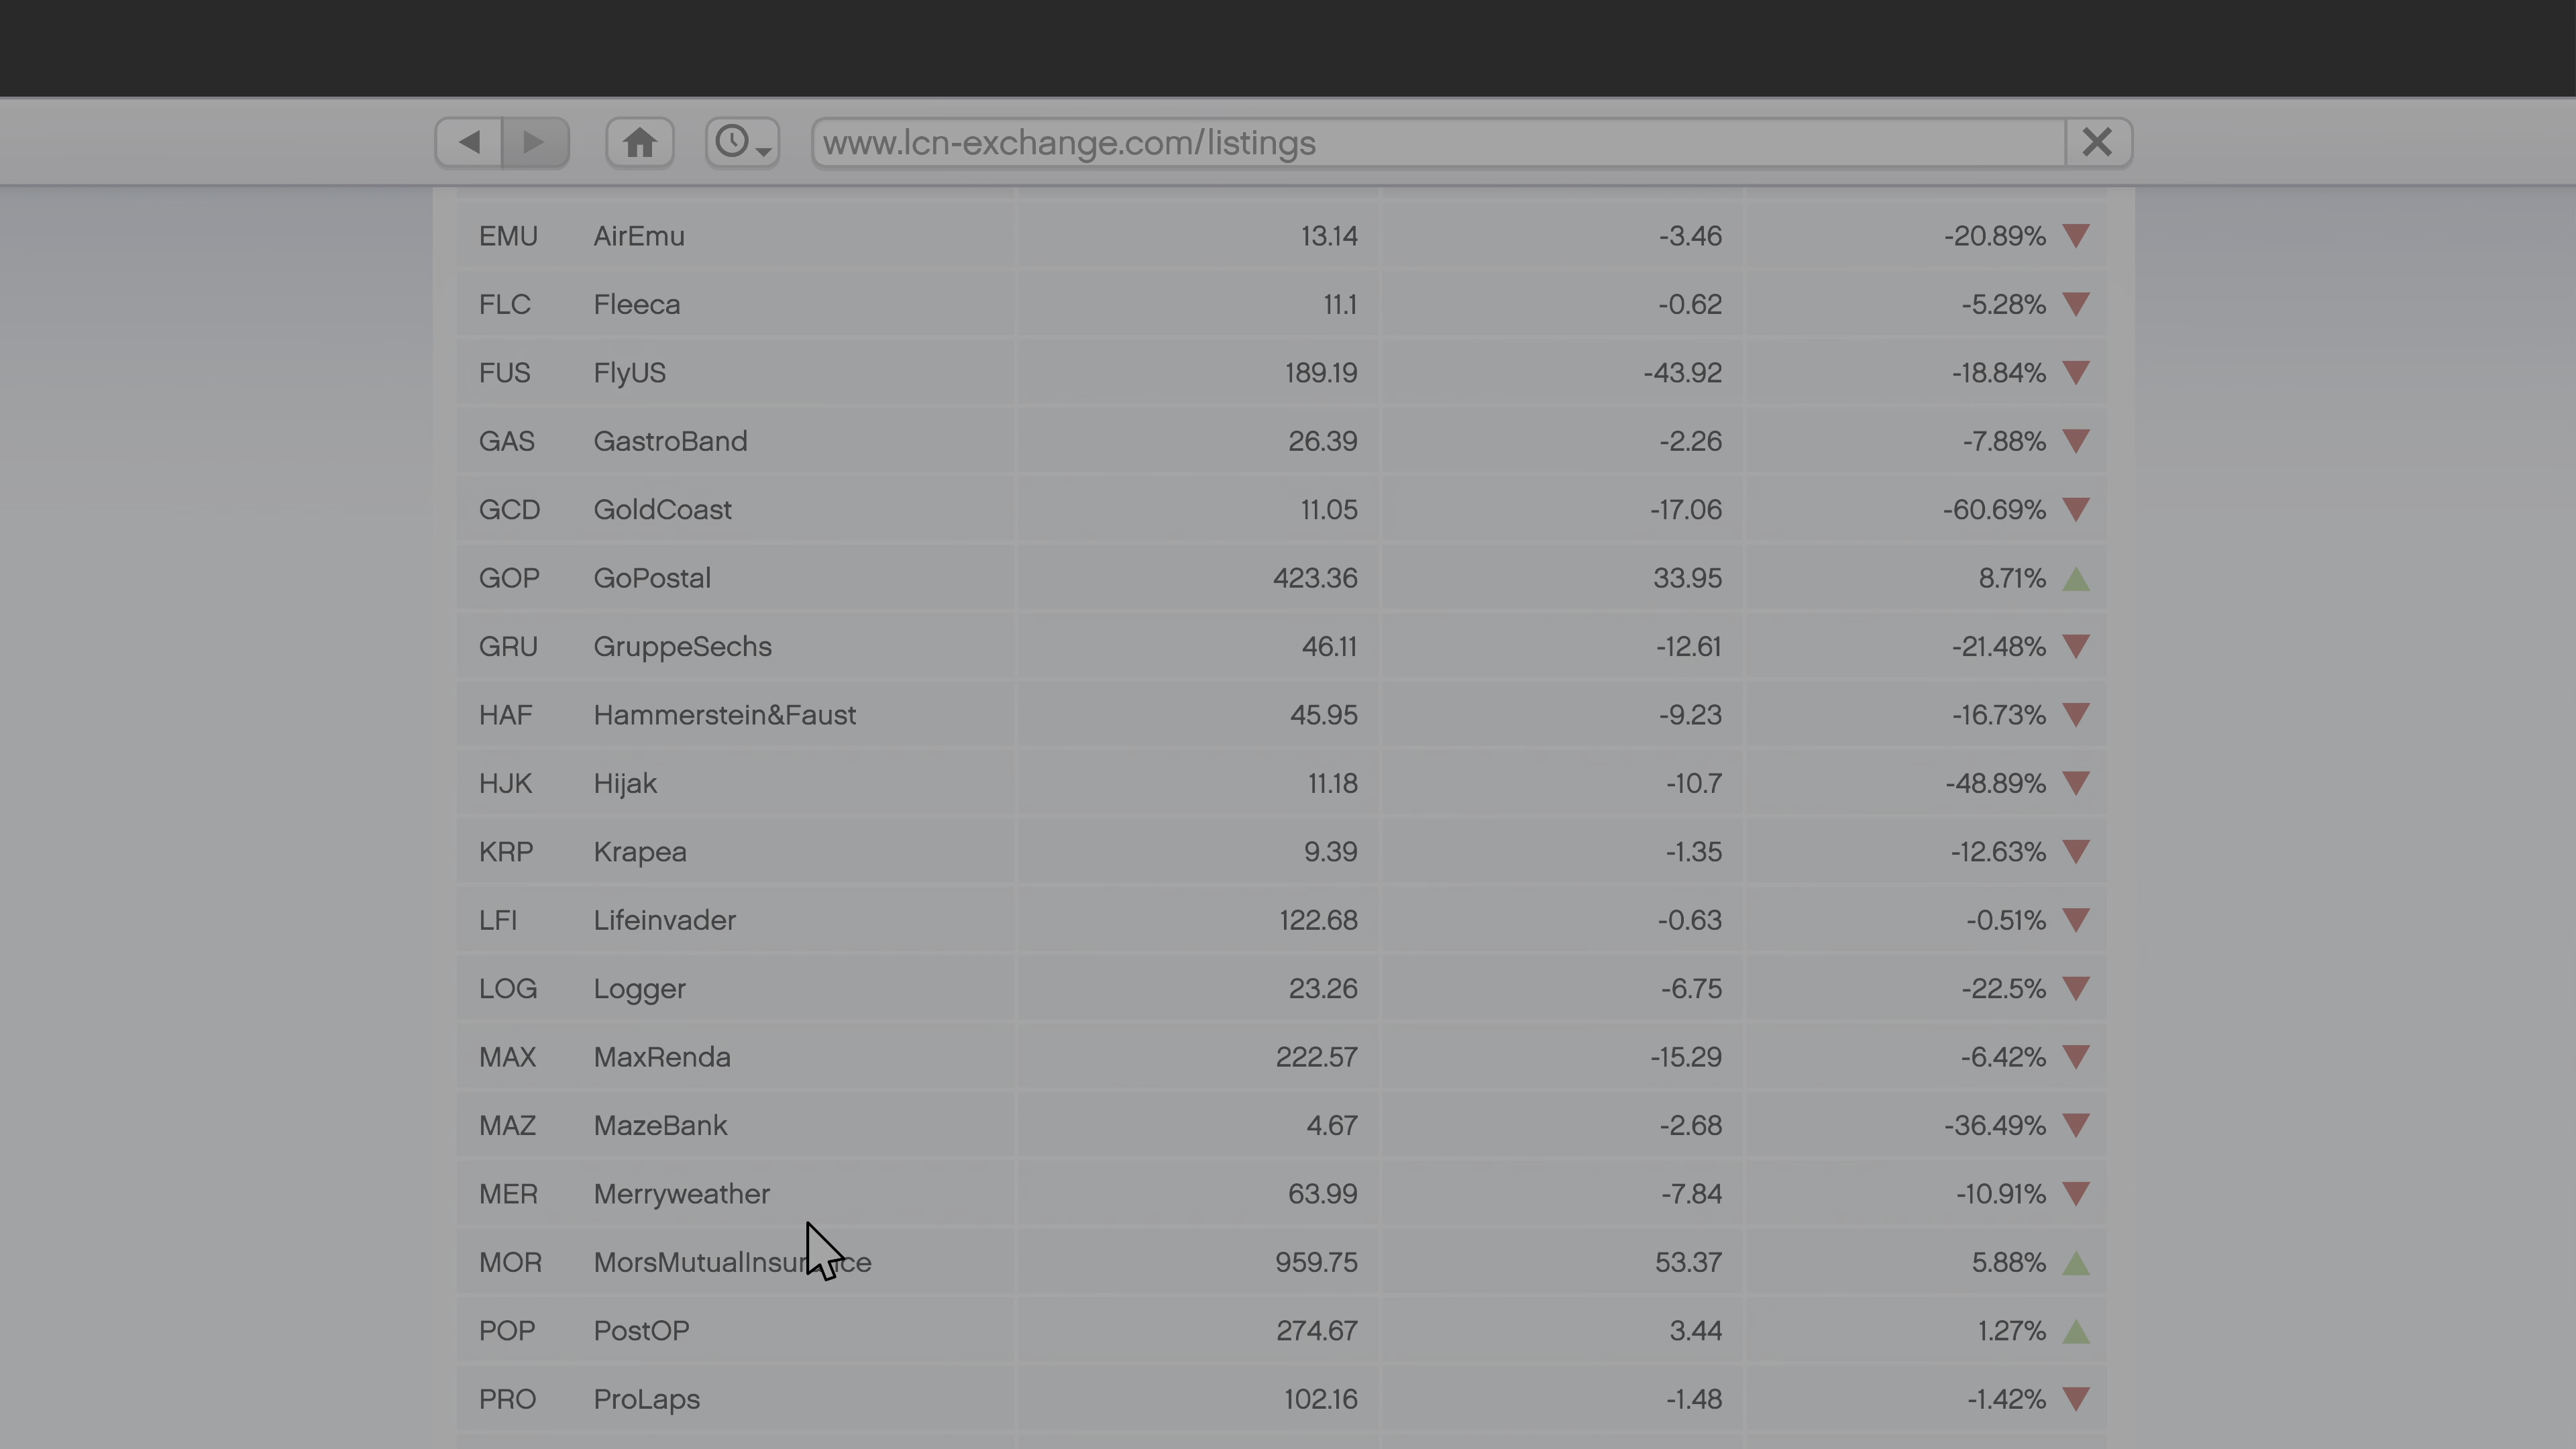 www.lcn-exchange.com/listings
EMU AirEmu 13.14 -3.46 -20.89%
FLC Fleeca 11.1 -0.62 -5.28%
FUS FlyUS 189.19 -43.92 -18.84%
GAS GastroBand 26.39 -2.26 -7.88%
GCD GoldCoast 11.05 -17.06 -60.69%
GOP GoPostal 423.36 33.95 8.71%
GRU GruppeSechs 46.11 -12.61 -21.48%
HAF Hammerstein&Faust 45.95 -9.23 -16.73%
HJK Hijak 11.18 -10.7 -48.89%
KRP Krapea 9.39 -1.35 -12.63%
LFI Lifeinvader 122.68 -0.63 -0.51%
LOG Logger 23.26 -6.75 -22.5%
MAX MaxRenda 222.57 -15.29 -6.42%
MAZ MazeBank 4.67 -2.68 -36.49%
MER Merryweather 63.99 -7.84 -10.91%
MOR MorsMutualInsurance 959.75 53.37 5.88%
POP PostOP 274.67 3.44 1.27%
PRO ProLaps 102.16 -1.48 -1.42%